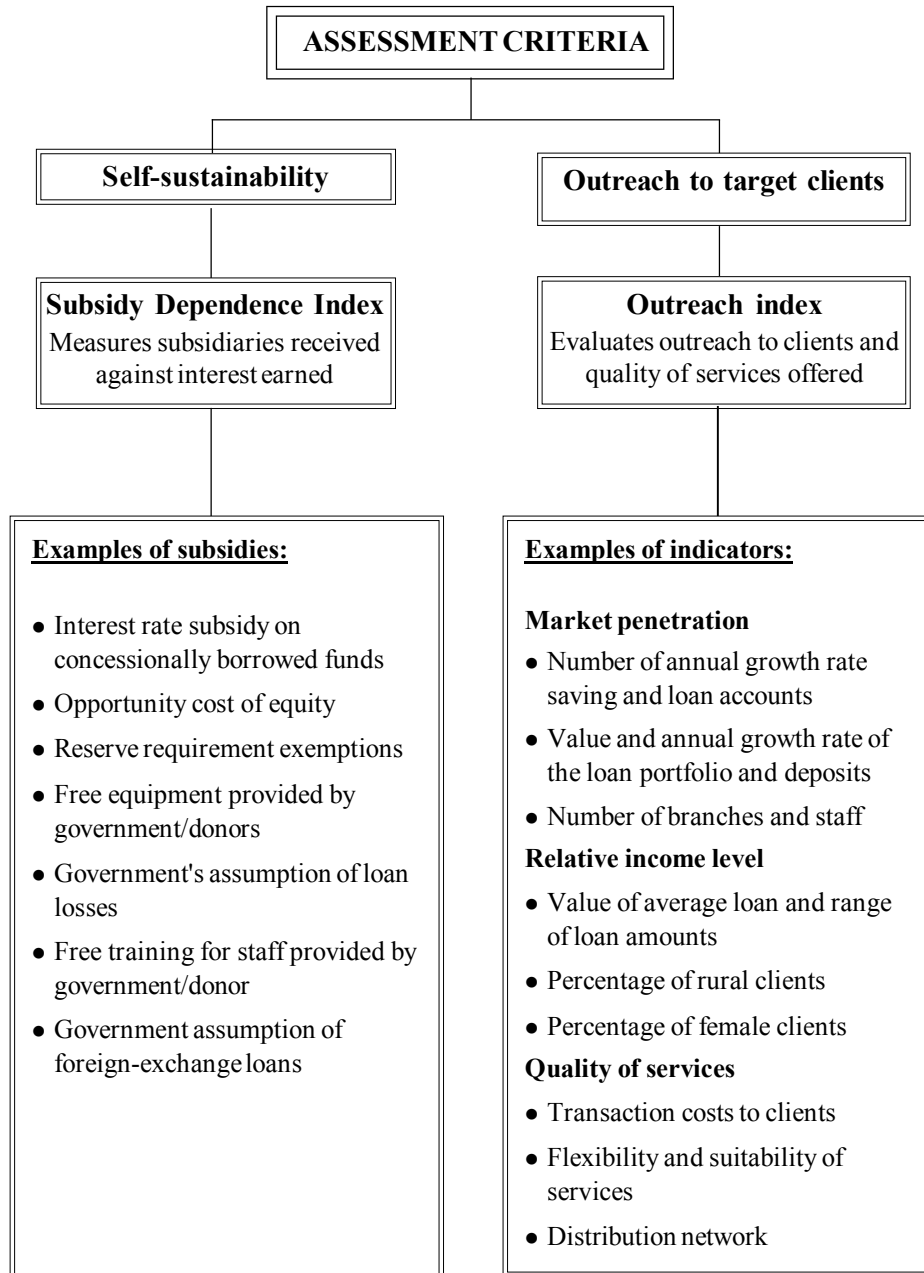 ASSESSMENT CRITERIA
Self-sustainability
Outreach to target clients
Subsidy Dependence Index
Measures subsidiaries received
against interest earned
Outreach index
Evaluates outreach to clients and
quality of services offered
Examples of subsidies:
● Interest rate subsidy on
concessionally borrowed funds
● Opportunity cost of equity
● Reserve requirement exemptions
● Free equipment provided by
government/donors
● Government's assumption of loan
losses
● Free training for staff provided by
government/donor
● Government assumption of
foreign-exchange loans
Examples of indicators:
Market penetration
● Number of annual growth rate
saving and loan accounts
● Value and annual growth rate of
the loan portfolio and deposits
● Number of branches and staff
Relative income level
● Value of average loan and range
of loan amounts
● Percentage of rural clients
● Percentage of female clients
Quality of services
● Transaction costs to clients
● Flexibility and suitability of
services
● Distribution network